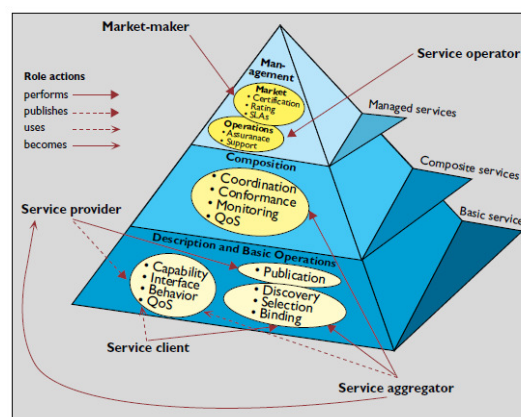 Market-maker
Service operator
Role actions
performs
publishes
uses
becomes
Man-
agement
Market
• Certification
• Rating
• SLAs
Operations
• Assurance
• Support
Managed services
Composition
• Coordination
• Conformance
• Monitoring
• QoS
Composite services
Basic service
Service provider
Description and Basic Operations
• Capability
• Interface
• Behavior
• QoS
• Publication
• Discovery
• Selection
• Binding
Service client
Service aggregator